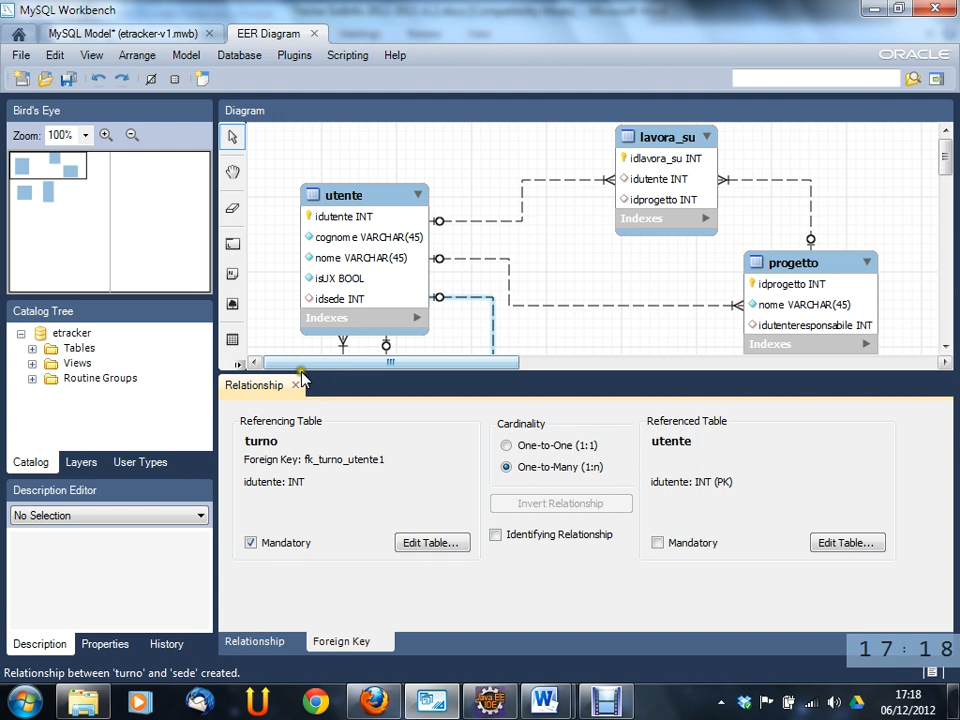 MySQL Workbench
MySQL Model* (etracker-v1.mwb) EER Diagram
File Edit View Arrange Model Database Plugins Scripting Help ORACLE
Bird's Eye
Zoom: 100%
Catalog Tree
etracker
Tables
Views
Routine Groups
Catalog Layers User Types
Description Editor
No Selection
Description Properties History
Diagram
utente
idutente INT
cognome VARCHAR(45)
nome VARCHAR(45)
isUX BOOL
idsede INT
Indexes
lavora_su
idlavora_su INT
idutente INT
idprogetto INT
Indexes
progetto
idprogetto INT
nome VARCHAR(45)
idutenteresponsabile INT
Indexes
Relationship
Referencing Table
turno
Foreign Key: fk_turno_utente1
idutente: INT
Mandatory Edit Table...
Cardinality
One-to-One (1:1)
One-to-Many (1:n)
Invert Relationship
Identifying Relationship
Referenced Table
utente
idutente: INT (PK)
Mandatory Edit Table...
Relationship Foreign Key
17:18
Relationship between 'turno' and 'sede' created.
Java EE
IDE
17:18
06/12/2012